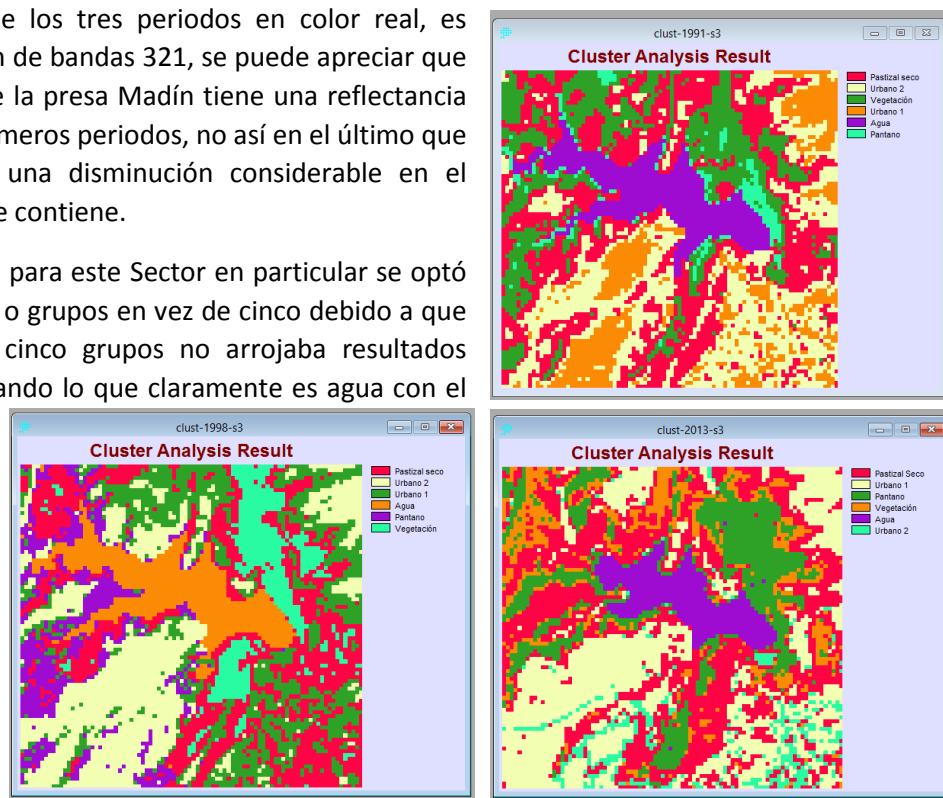 e los tres periodos en color real, es
n de bandas 321, se puede apreciar que
e la presa Madín tiene una reflectancia
meros periodos, no así en el último que
una disminución considerable en el
e contiene.
para este Sector en particular se optó
o grupos en vez de cinco debido a que
cinco grupos no arrojaba resultados
ando lo que claramente es agua con el
clust-1991-s3
Cluster Analysis Result
Pastizal seco
Urbano 2
Vegetación
Urbano 1
Agua
Pantano
clust-1998-s3
Cluster Analysis Result
Pastizal seco
Urbano 2
Urbano 1
Agua
Pantano
Vegetación
clust-2013-s3
Cluster Analysis Result
Pastizal Seco
Urbano 1
Pantano
Vegetación
Agua
Urbano 2